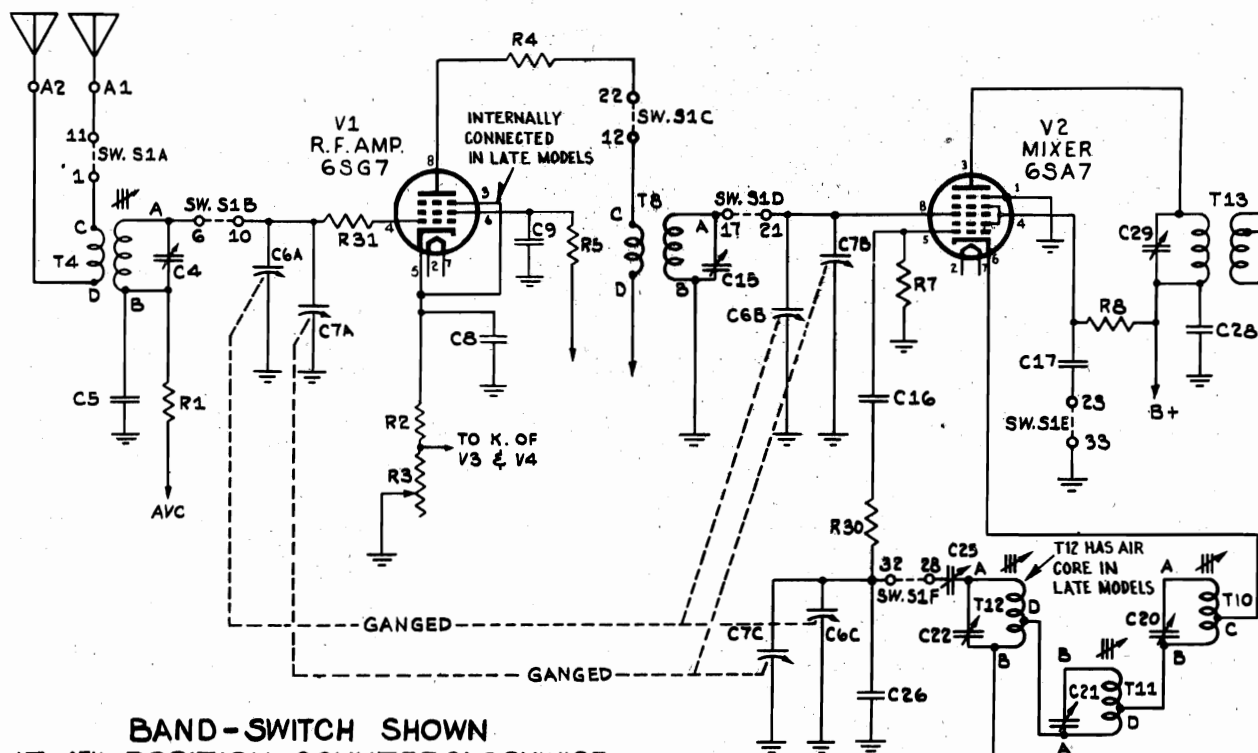 A2
A1
11
SW. S1A
1
C
T4
D
A
B
C4
SW. S1B
6
10
C5
R1
AVC
C6A
C7A
R31
V1
R.F. AMP.
6SG7
8
3
6
4
5
2
7
INTERNALLY
CONNECTED
IN LATE MODELS
R4
C9
R5
C8
R2
TO K. OF
V3 & V4
R3
22
12
SW. S1C
T8
C
D
A
B
C15
SW. S1D
17
21
C6B
C7B
V2
MIXER
6SA7
3
1
8
5
4
2
7
6
R7
C16
R30
R8
C17
23
SW. S1E
33
B+
C29
C28
T13
32
28
SW. S1F
C25
A
T12 HAS AIR
CORE IN
LATE MODELS
T12
D
C22
B
A
T10
C20
C
B
B
C21
T11
D
A
GANGED
GANGED
C7C
C6C
C26
BAND-SWITCH SHOWN